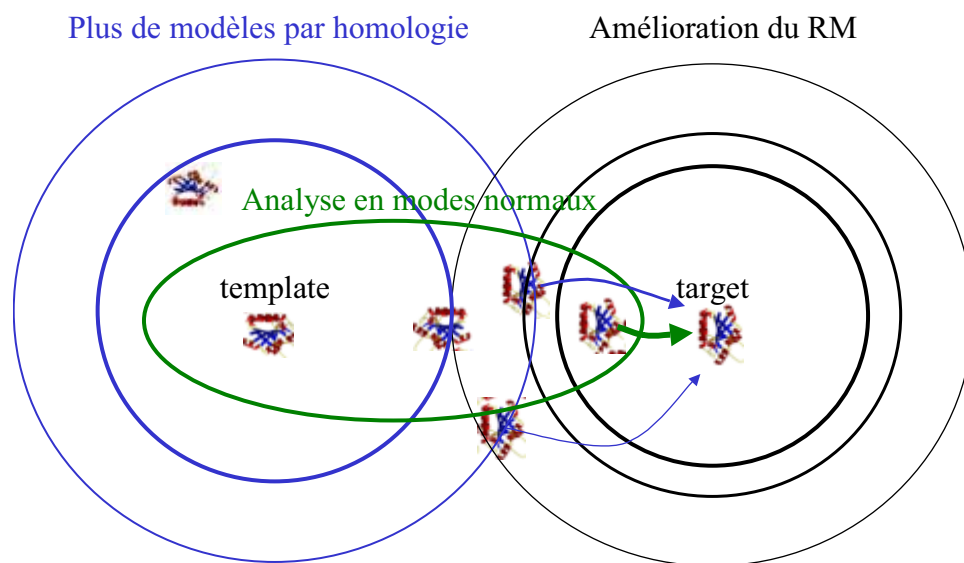 Plus de modèles par homologie
Amélioration du RM
Analyse en modes normaux
template
target